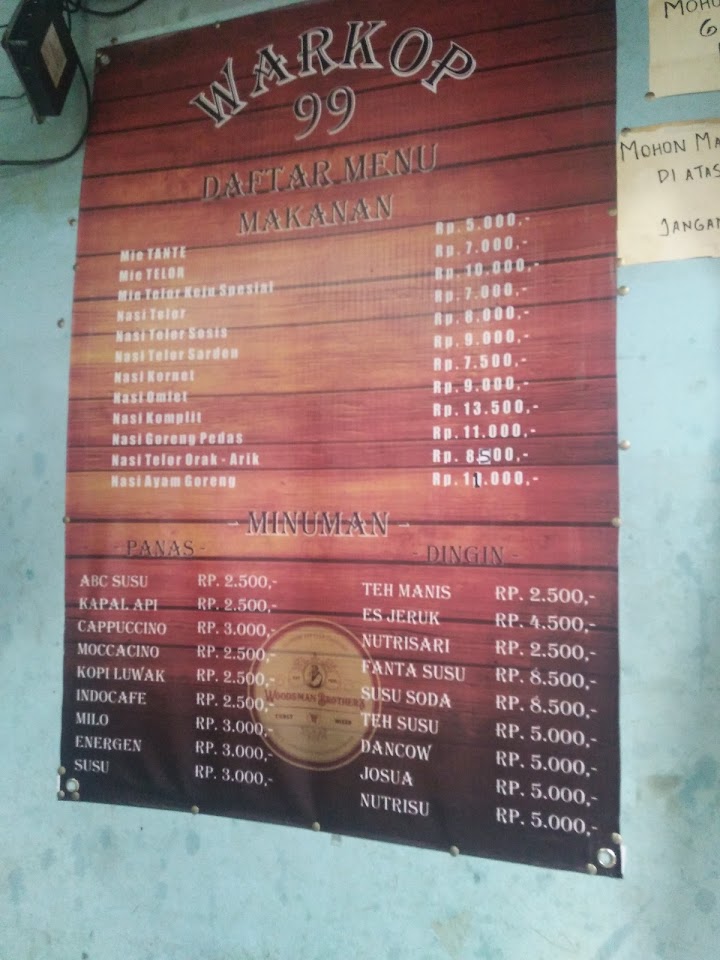 WARKOP
99
DAFTAR MENU
MAKANAN
Mie TANTE Rp. 5.000,-
Mie TELOR Rp. 7.000,-
Mie Telor Keju Spesial Rp. 10.000,-
Nasi Telor Rp. 7.000,-
Nasi Telor Sosis Rp. 8.000,-
Nasi Telor Sarden Rp. 9.000,-
Nasi Kornet Rp. 7.500,-
Nasi Omlet Rp. 9.000,-
Nasi Komplit Rp. 13.500,-
Nasi Goreng Pedas Rp. 11.000,-
Nasi Telor Orak - Arik Rp. 8.500,-
Nasi Ayam Goreng Rp. 11.000,-
- MINUMAN -
- PANAS -
ABC SUSU RP. 2.500,-
KAPAL API RP. 2.500,-
CAPPUCCINO RP. 3.000,-
MOCCACINO RP. 2.500,-
KOPI LUWAK RP. 2.500,-
INDOCAFE RP. 2.500,-
MILO RP. 3.000,-
ENERGEN RP. 3.000,-
SUSU RP. 3.000,-
- DINGIN -
TEH MANIS RP. 2.500,-
ES JERUK RP. 4.500,-
NUTRISARI RP. 2.500,-
FANTA SUSU RP. 8.500,-
SUSU SODA RP. 8.500,-
TEH SUSU RP. 5.000,-
DANCOW RP. 5.000,-
JOSUA RP. 5.000,-
NUTRISU RP. 5.000,-
WOODSMAN BROTHERS
MOHON MA
DI ATAS
JANGAN